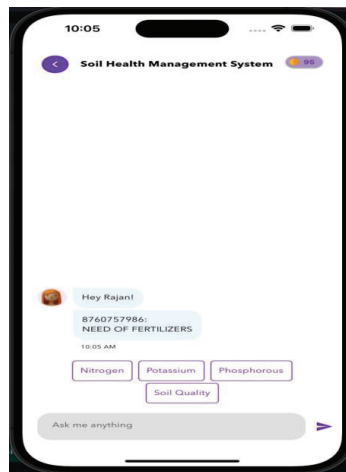 10:05
Soil Health Management System
95
Hey Rajan!
8760757986:
NEED OF FERTILIZERS
10:05 AM
Nitrogen
Potassium
Phosphorous
Soil Quality
Ask me anything